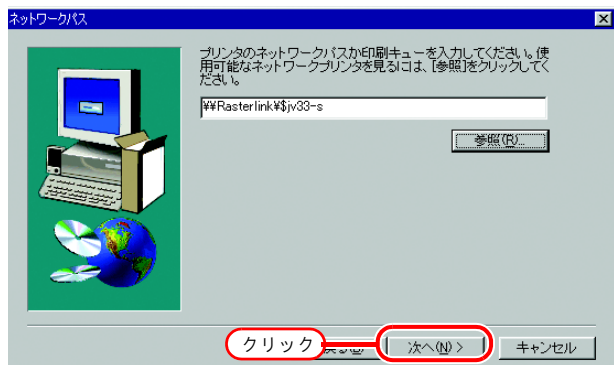 ネットワークパス
プリンタのネットワークパスか印刷キューを入力してください。使
用可能なネットワークプリンタを見るには、[参照]をクリックしてく
ださい。
¥¥Rasterlink¥$jv33-s
参照(R)...
クリック
次へ(N) >
キャンセル